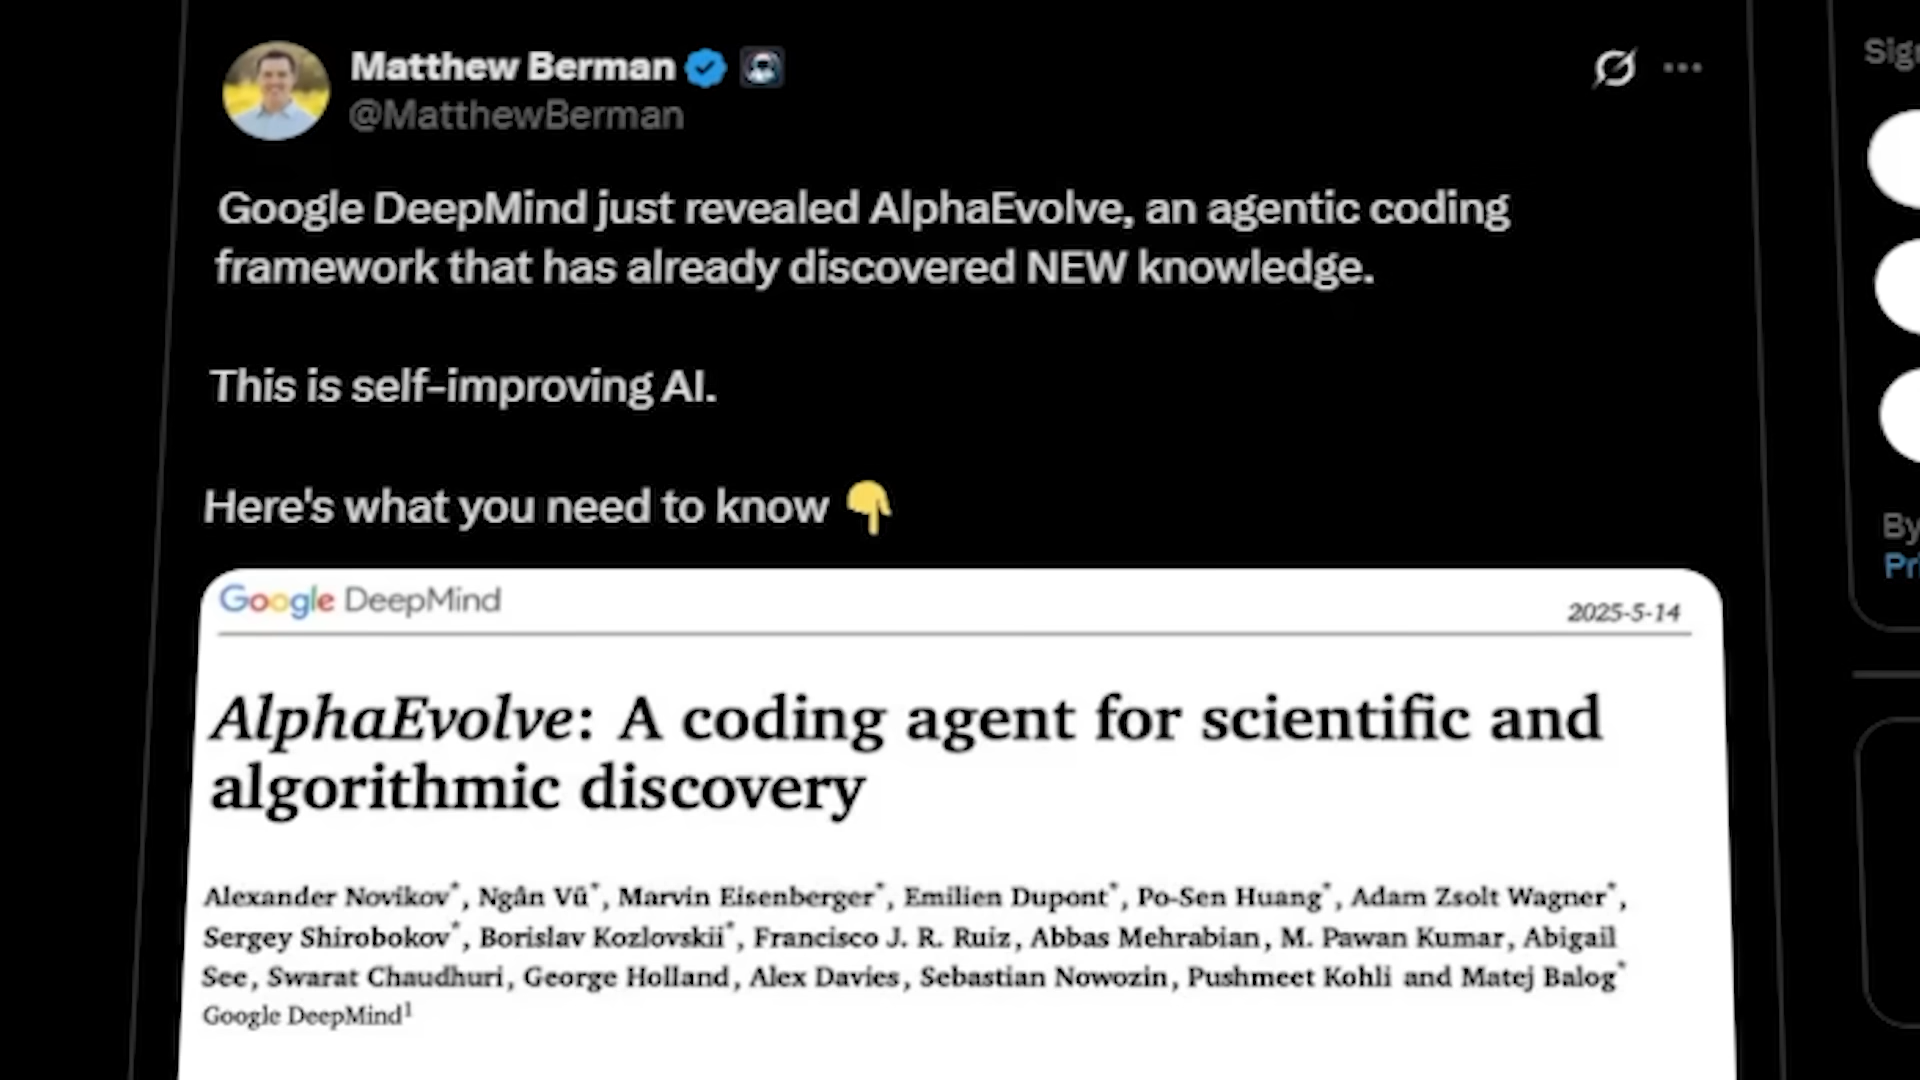 Matthew Berman
@MatthewBerman
Google DeepMind just revealed AlphaEvolve, an agentic coding
framework that has already discovered NEW knowledge.
This is self-improving AI.
Here's what you need to know 👇
Google DeepMind
2025-5-14
AlphaEvolve: A coding agent for scientific and
algorithmic discovery
Alexander Novikov*, Ngân Vũ*, Marvin Eisenberger*, Emilien Dupont*, Po-Sen Huang*, Adam Zsolt Wagner*,
Sergey Shirobokov*, Borislav Kozlovskii*, Francisco J. R. Ruiz, Abbas Mehrabian, M. Pawan Kumar, Abigail
See, Swarat Chaudhuri, George Holland, Alex Davies, Sebastian Nowozin, Pushmeet Kohli and Matej Balog*
Google DeepMind¹
By